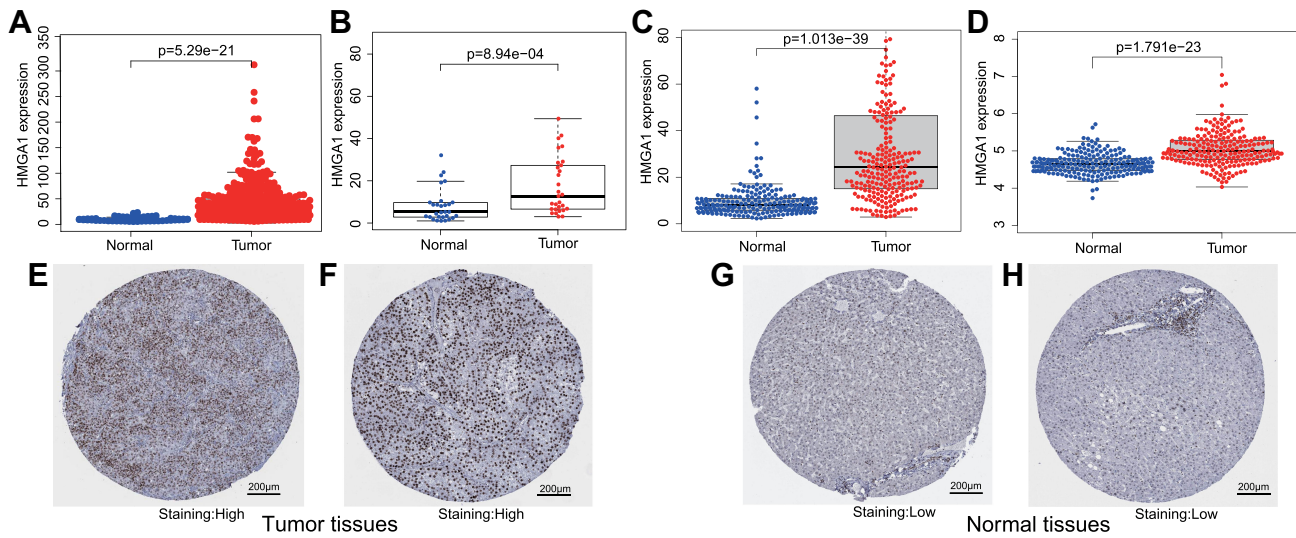 A
HMGA1 expression
350
300
250
200
150
100
50
0
p=5.29e−21
Normal
Tumor
B
HMGA1 expression
80
60
40
20
0
p=8.94e−04
Normal
Tumor
C
HMGA1 expression
80
60
40
20
0
p=1.013e−39
Normal
Tumor
D
HMGA1 expression
8
7
6
5
4
3
p=1.791e−23
Normal
Tumor
E
200μm
Staining:High
F
200μm
Staining:High
Tumor tissues
G
200μm
Staining:Low
H
200μm
Staining:Low
Normal tissues